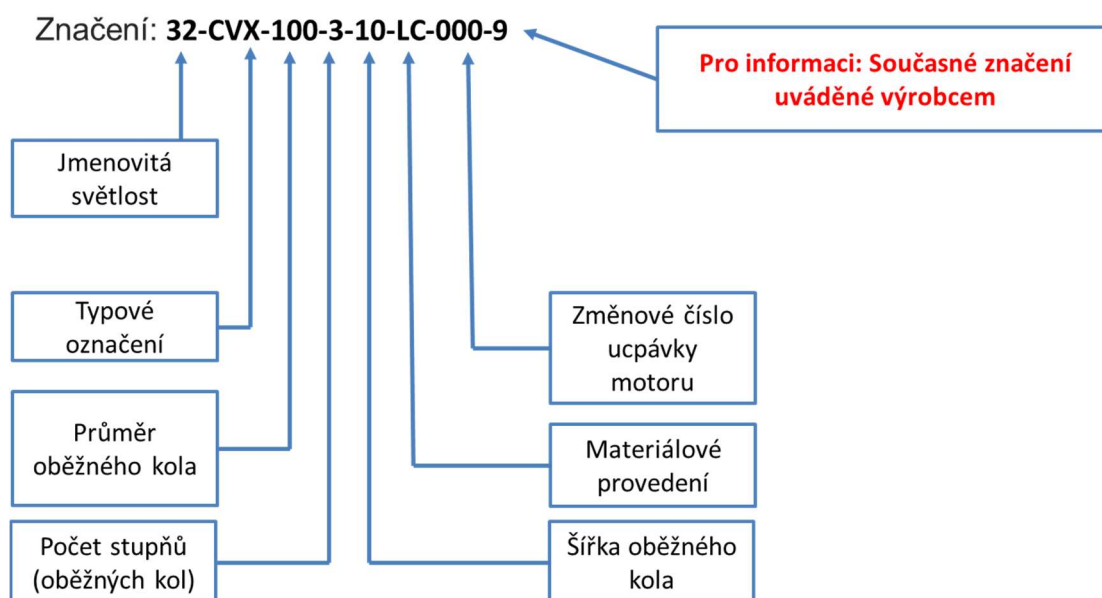 Značení: 32-CVX-100-3-10-LC-000-9
Pro informaci: Současné značení
uváděné výrobcem
Jmenovitá
světlost
Typové
označení
Změnové číslo
ucpávky
motoru
Průměr
oběžného kola
Materiálové
provedení
Počet stupňů
(oběžných kol)
Šířka oběžného
kola